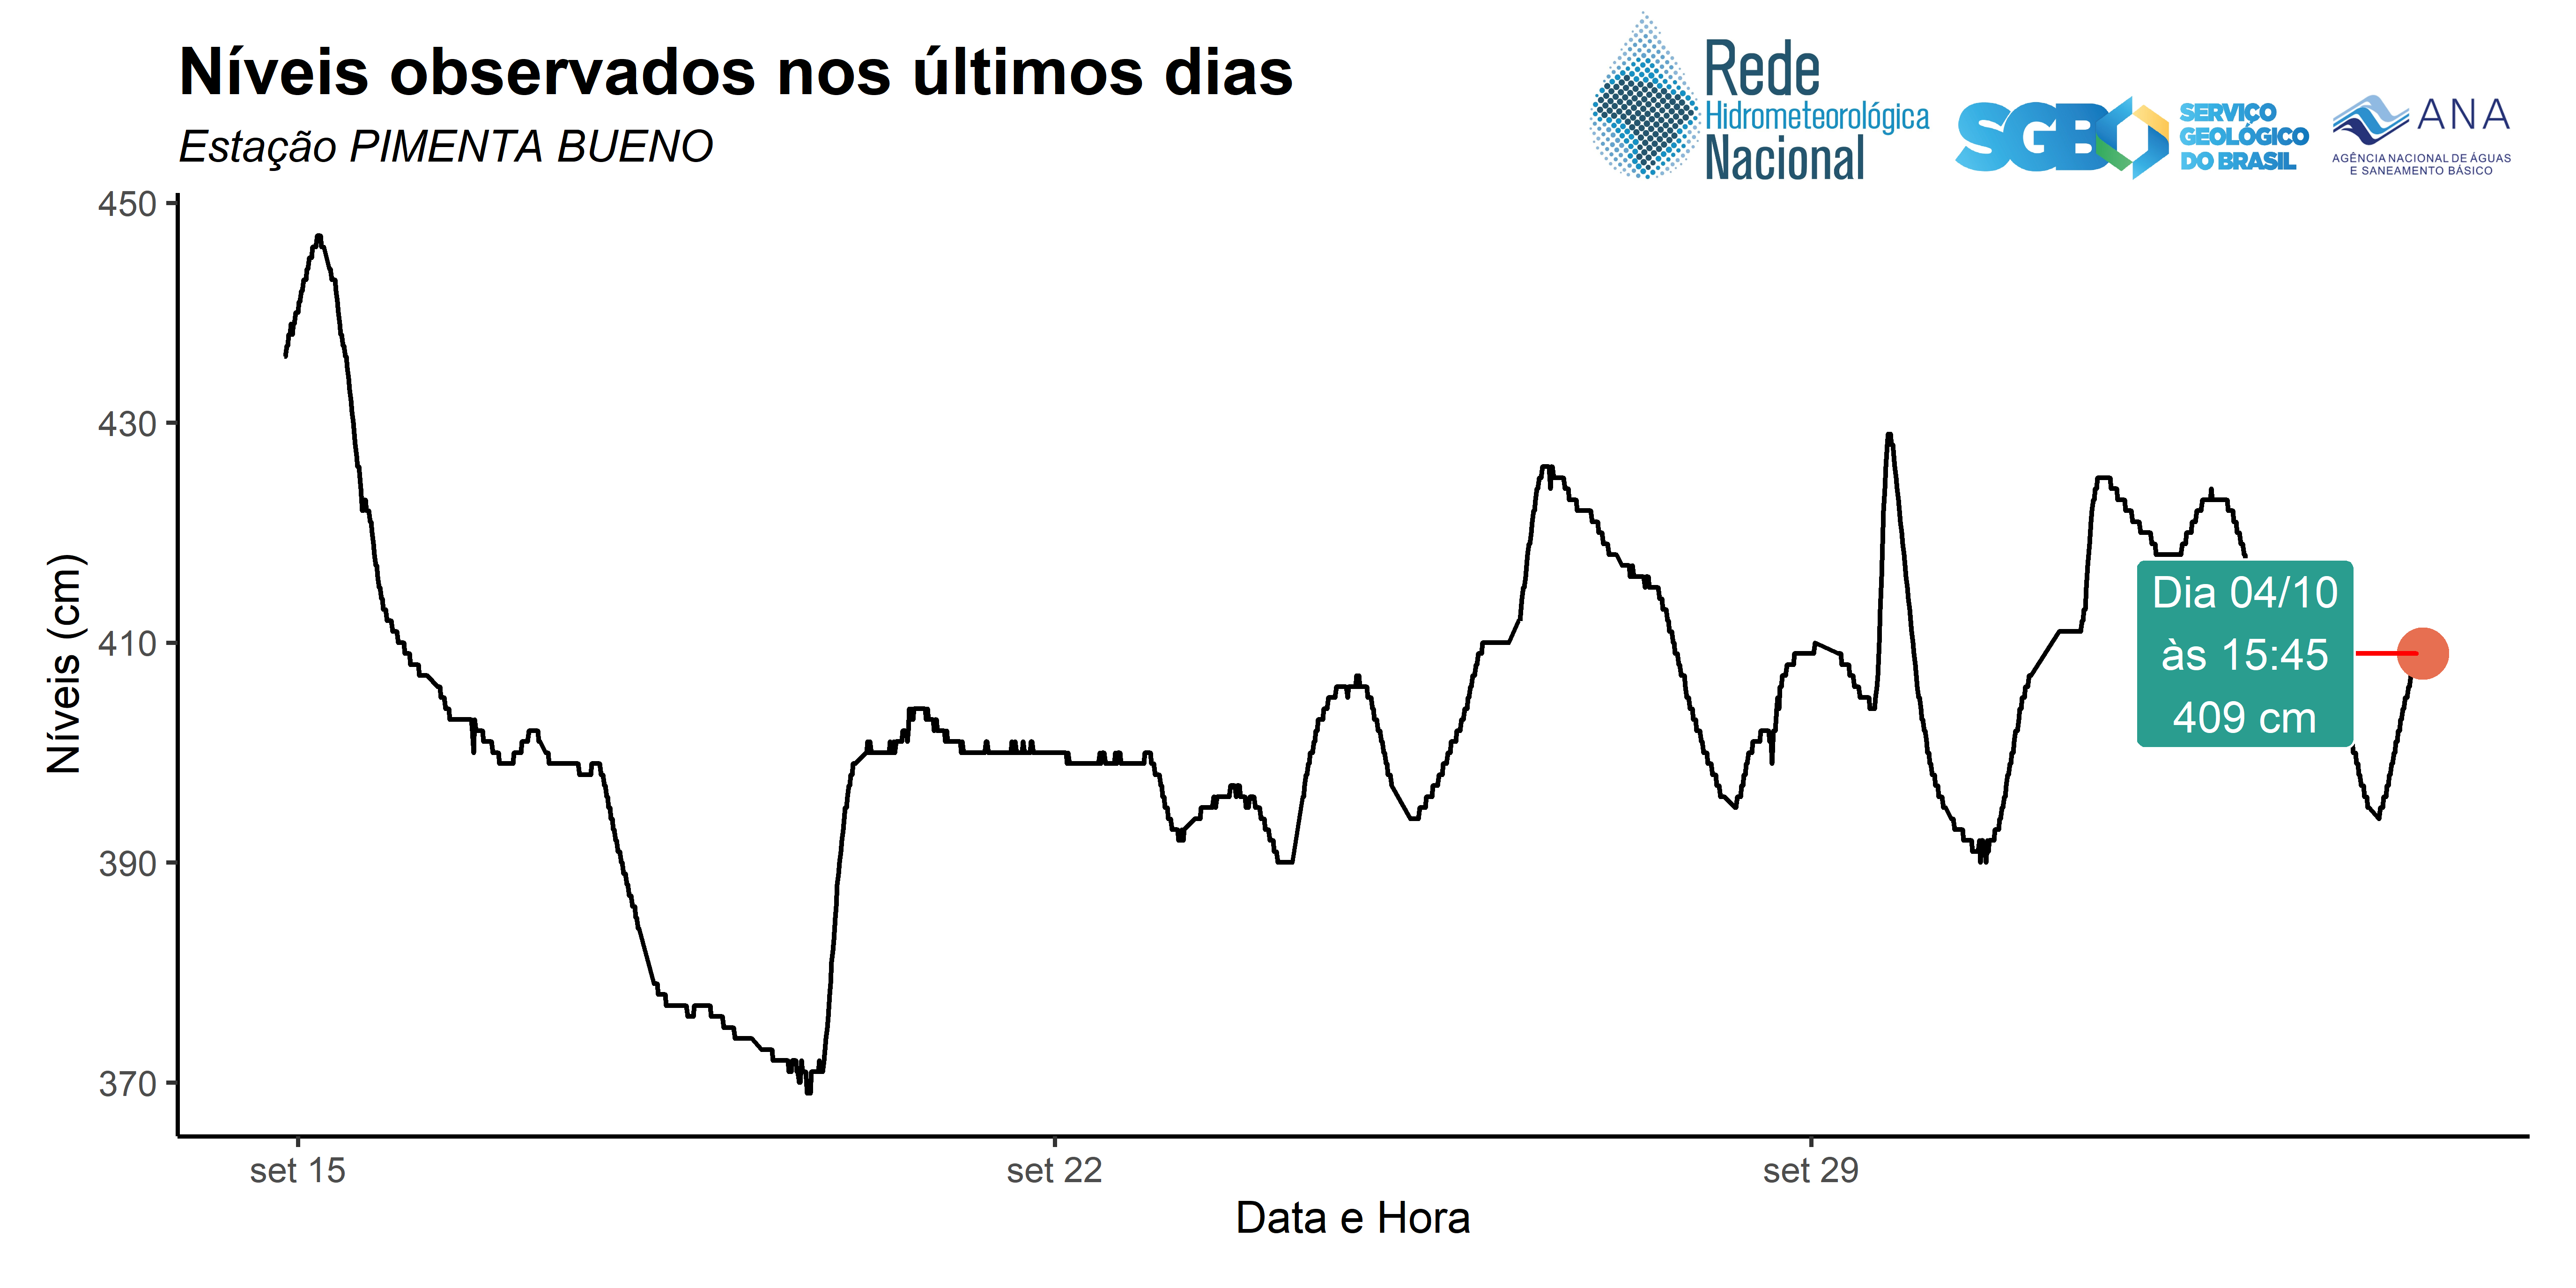 Níveis observados nos últimos dias
Estação PIMENTA BUENO
Rede
Hidrometeorológica
Nacional
SGB
SERVIÇO
GEOLÓGICO
DO BRASIL
ANA
AGÊNCIA NACIONAL DE ÁGUAS
E SANEAMENTO BÁSICO
Níveis (cm)
450
430
410
390
370
Dia 04/10
às 15:45
409 cm
set 15
set 22
set 29
Data e Hora